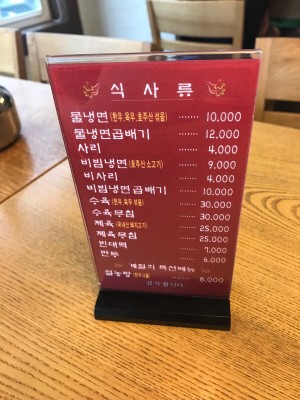 식사류
물냉면(한우,육우,호주산 섞음) ········ 10,000
물냉면곱배기 ········ 12,000
사리 ········ 4,000
비빔냉면(호주산 소고기) ········ 9,000
비사리 ········ 4,000
비빔냉면곱배기 ········ 10,000
수육(한우,육우 섞음) ········ 30,000
수육무침 ········ 30,000
제육(국내산 돼지고기) ········ 25,000
제육무침 ········ 25,000
빈대떡 ········ 7,000
만두 ········ 6,000
계절의 특선메뉴
설농탕 ········ 8,000